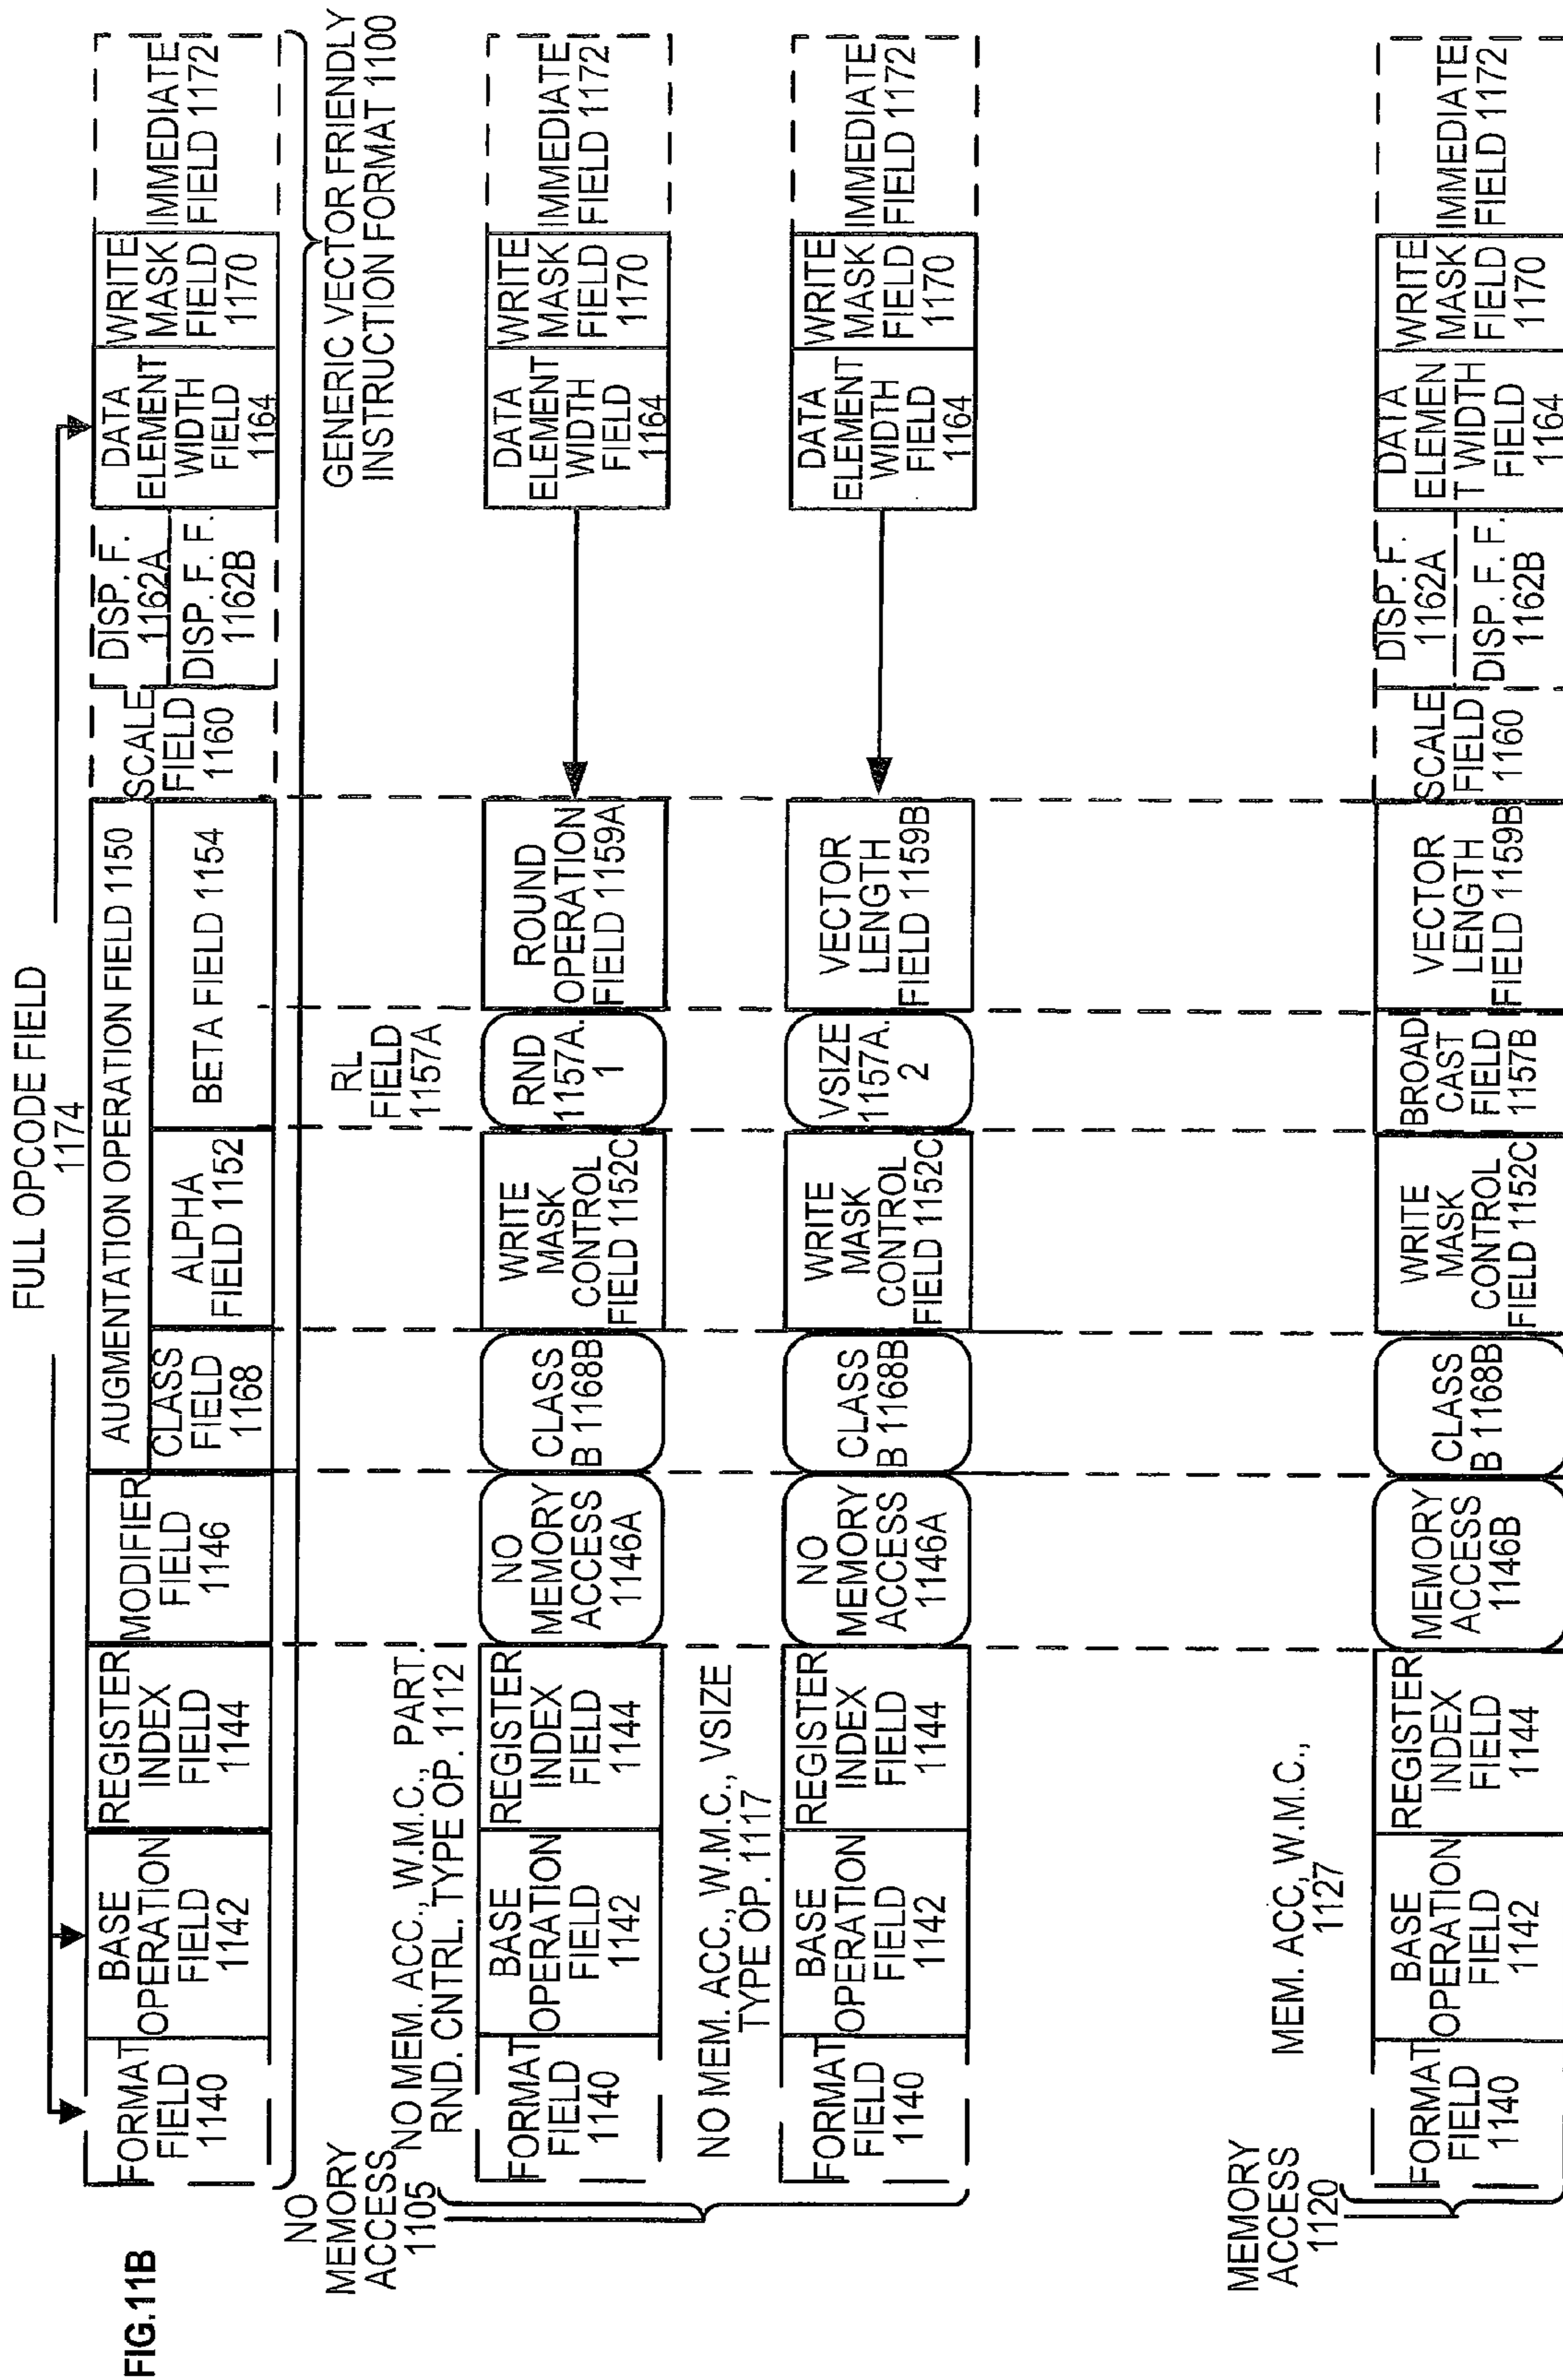 FIG.11B
FULL OPCODE FIELD
1174
FORMAT
FIELD
1140
BASE
OPERATION
FIELD
1142
REGISTER
INDEX
FIELD
1144
MODIFIER
FIELD
1146
AUGMENTATION OPERATION FIELD 1150
CLASS
FIELD
1168
ALPHA
FIELD 1152
BETA FIELD 1154
SCALE
FIELD
1160
DISP. F.
1162A
DISP. F. F.
1162B
DATA
ELEMENT
WIDTH
FIELD
1164
WRITE
MASK
FIELD
1170
IMMEDIATE
FIELD 1172
GENERIC VECTOR FRIENDLY
INSTRUCTION FORMAT 1100
NO
MEMORY
ACCESS
1105
NO MEM. ACC., W.M.C., PART.
RND. CNTRL. TYPE OP. 1112
RL
FIELD
1157A
FORMAT
FIELD
1140
BASE
OPERATION
FIELD
1142
REGISTER
INDEX
FIELD
1144
NO
MEMORY
ACCESS
1146A
CLASS
B 1168B
WRITE
MASK
CONTROL
FIELD 1152C
RND
1157A.
1
ROUND
OPERATION
FIELD 1159A
DATA
ELEMENT
WIDTH
FIELD
1164
WRITE
MASK
FIELD
1170
IMMEDIATE
FIELD 1172
NO MEM. ACC., W.M.C., VSIZE
TYPE OP. 1117
FORMAT
FIELD
1140
BASE
OPERATION
FIELD
1142
REGISTER
INDEX
FIELD
1144
NO
MEMORY
ACCESS
1146A
CLASS
B 1168B
WRITE
MASK
CONTROL
FIELD 1152C
VSIZE
1157A.
2
VECTOR
LENGTH
FIELD 1159B
DATA
ELEMENT
WIDTH
FIELD
1164
WRITE
MASK
FIELD
1170
IMMEDIATE
FIELD 1172
MEMORY
ACCESS
1120
MEM. ACC, W.M.C.,
1127
FORMAT
FIELD
1140
BASE
OPERATION
FIELD
1142
REGISTER
INDEX
FIELD
1144
MEMORY
ACCESS
1146B
CLASS
B 1168B
WRITE
MASK
CONTROL
FIELD 1152C
BROAD
CAST
FIELD
1157B
VECTOR
LENGTH
FIELD 1159B
SCALE
FIELD
1160
DISP. F.
1162A
DISP. F. F.
1162B
DATA
ELEMEN
T WIDTH
FIELD
1164
WRITE
MASK
FIELD
1170
IMMEDIATE
FIELD 1172